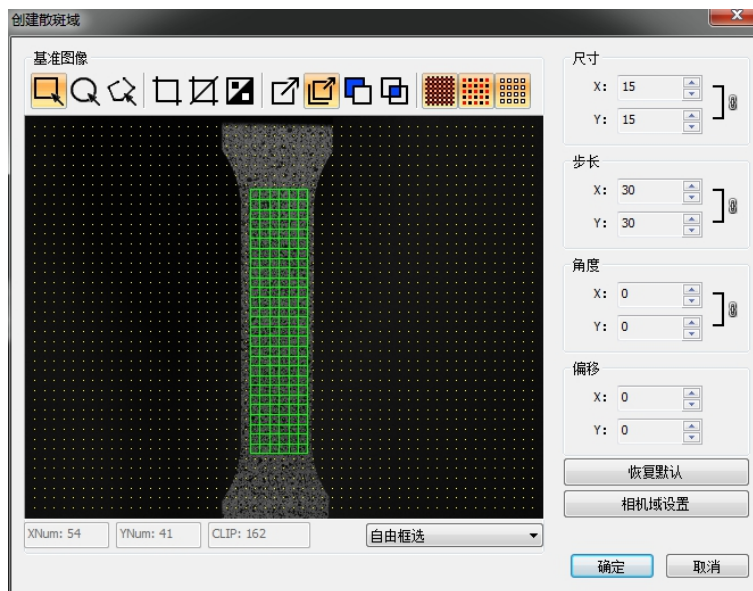 创建散斑域
基准图像
尺寸
X: 15
Y: 15
步长
X: 30
Y: 30
角度
X: 0
Y: 0
偏移
X: 0
Y: 0
恢复默认
相机域设置
XNum: 54
YNum: 41
CLIP: 162
自由框选
确定
取消